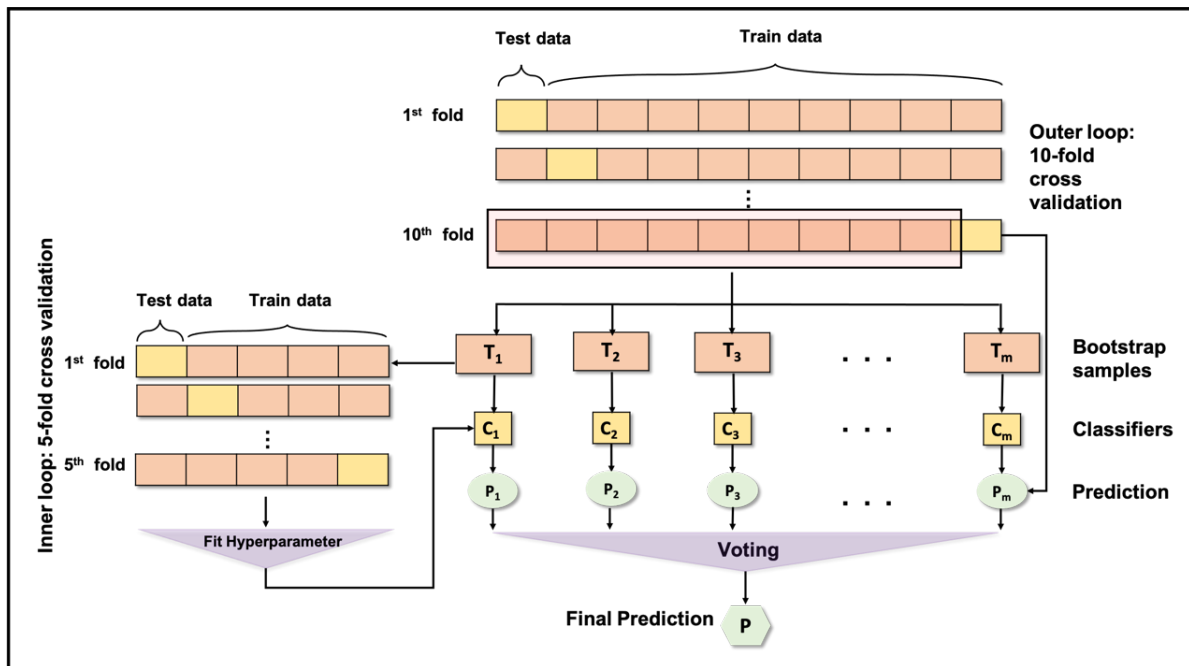 Test data
Train data
1st fold
Outer loop:
10-fold
cross
validation
⋮
10th fold
Inner loop: 5-fold cross validation
Test data
Train data
1st fold
⋮
5th fold
Fit Hyperparameter
T1 T2 T3 . . . Tm
Bootstrap
samples
C1 C2 C3 . . . Cm
Classifiers
P1 P2 P3 . . . Pm
Prediction
Voting
Final Prediction P